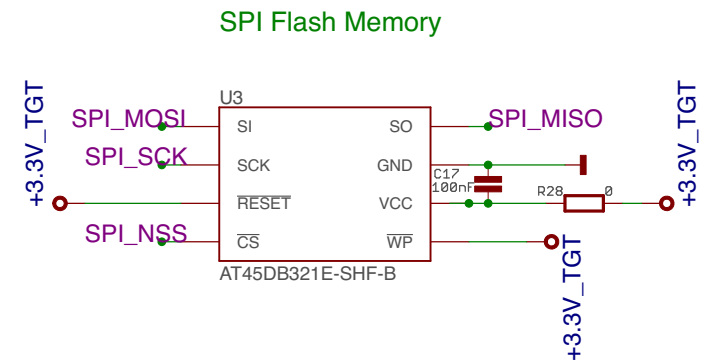 SPI Flash Memory
U3
+3.3V_TGT
SPI_MOSI
SI
SO
SPI_MISO
+3.3V_TGT
SPI_SCK
SCK
GND
C17
100nF
R28
0
RESET
VCC
SPI_NSS
CS
WP
+3.3V_TGT
AT45DB321E-SHF-B